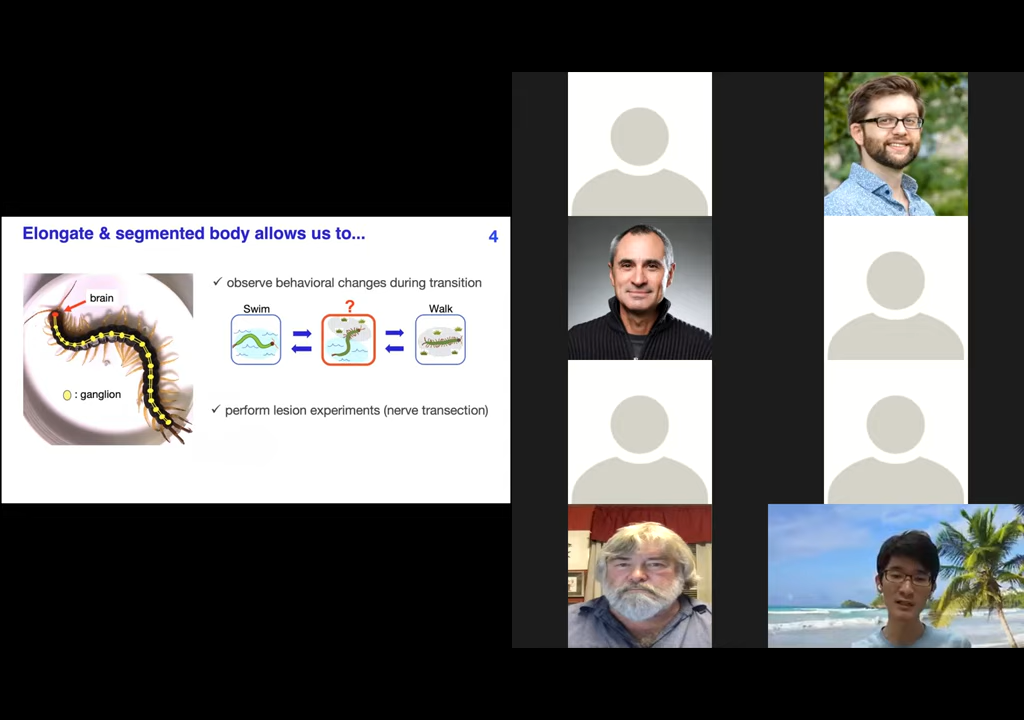 Elongate & segmented body allows us to...
4
brain
: ganglion
✓ observe behavioral changes during transition
Swim
?
Walk
✓ perform lesion experiments (nerve transection)